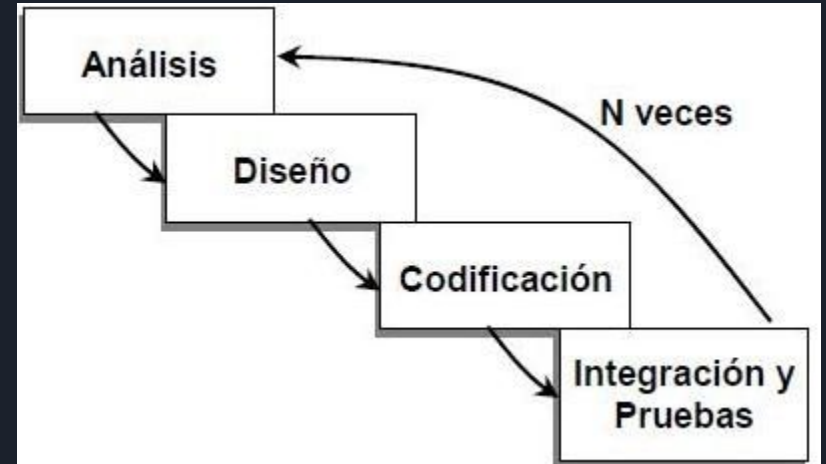 Análisis
N veces
Diseño
Codificación
Integración y
Pruebas